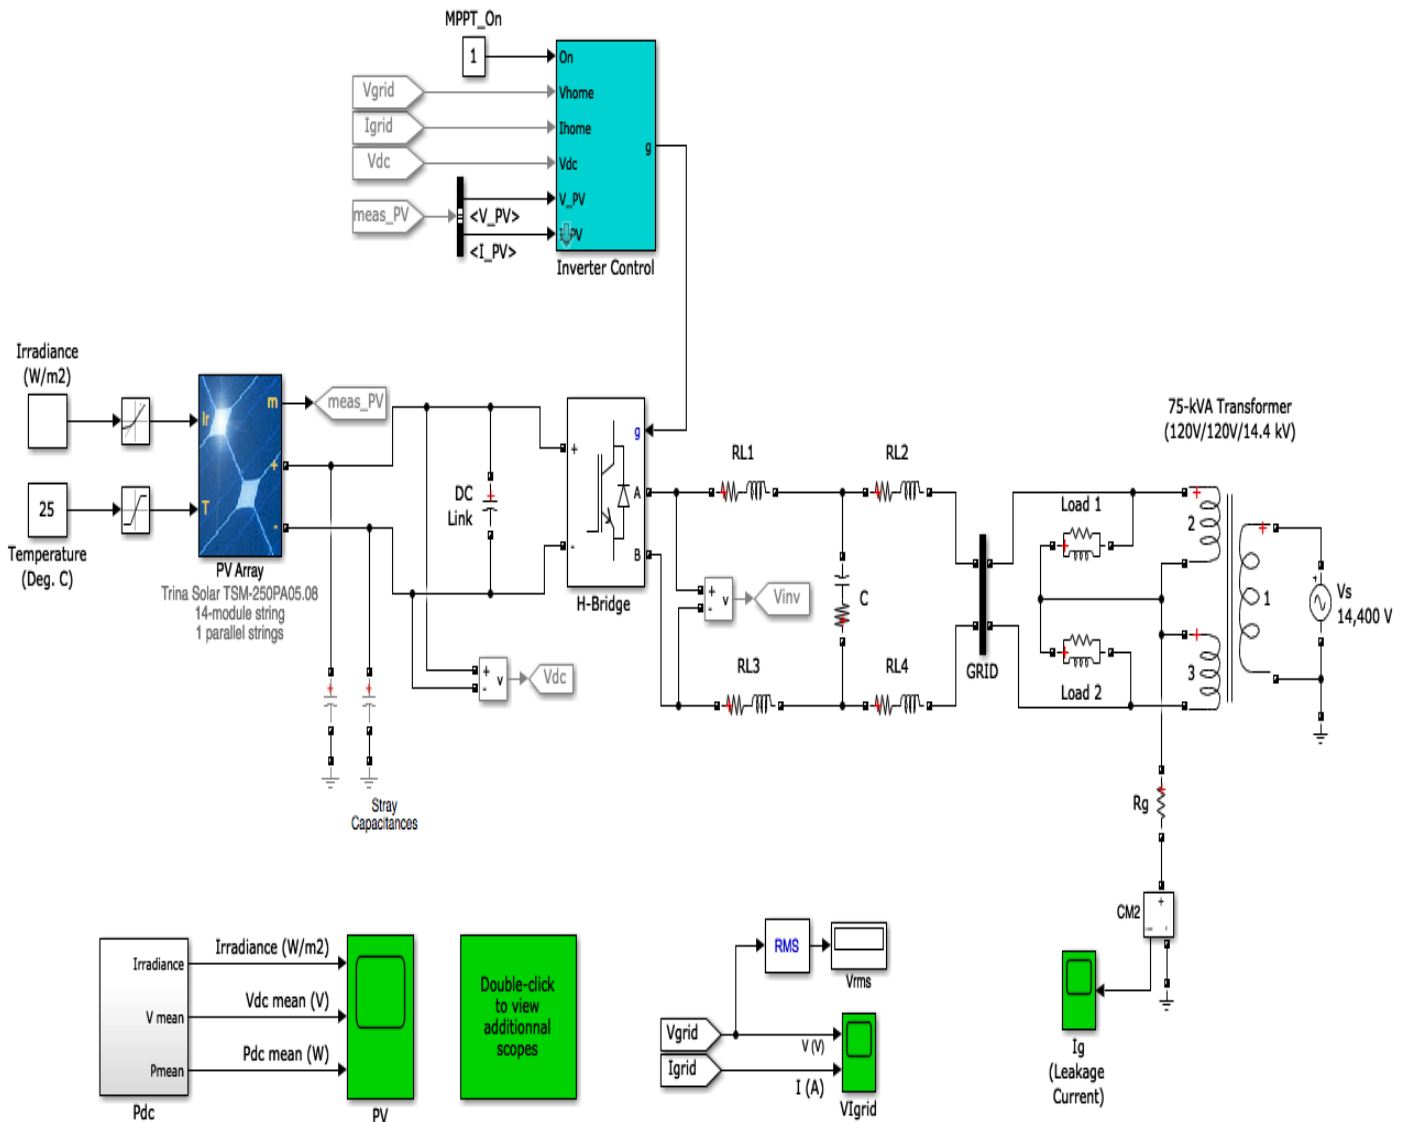 MPPT_On
1
On
Vgrid
Vhome
Igrid
Ihome
Vdc
Vdc
g
meas_PV
V_PV
<V_PV>
<I_PV>
Inverter Control
Irradiance
(W/m2)
Ir
m
meas_PV
+
25
T
-
Temperature
(Deg. C)
PV Array
Trina Solar TSM-250PA05.08
14-module string
1 parallel strings
DC
Link
+
-
g
A
B
H-Bridge
+
-
v
Vdc
+
-
v
Vinv
RL1
RL2
C
RL3
RL4
GRID
Load 1
Load 2
75-kVA Transformer
(120V/120V/14.4 kV)
2
1
3
Vs
14,400 V
Stray
Capacitances
Rg
CM2
Ig
(Leakage
Current)
Irradiance
V mean
Pmean
Pdc
Irradiance (W/m2)
Vdc mean (V)
Pdc mean (W)
PV
Double-click
to view
additionnal
scopes
RMS
Vrms
Vgrid
Igrid
V (V)
I (A)
VIgrid